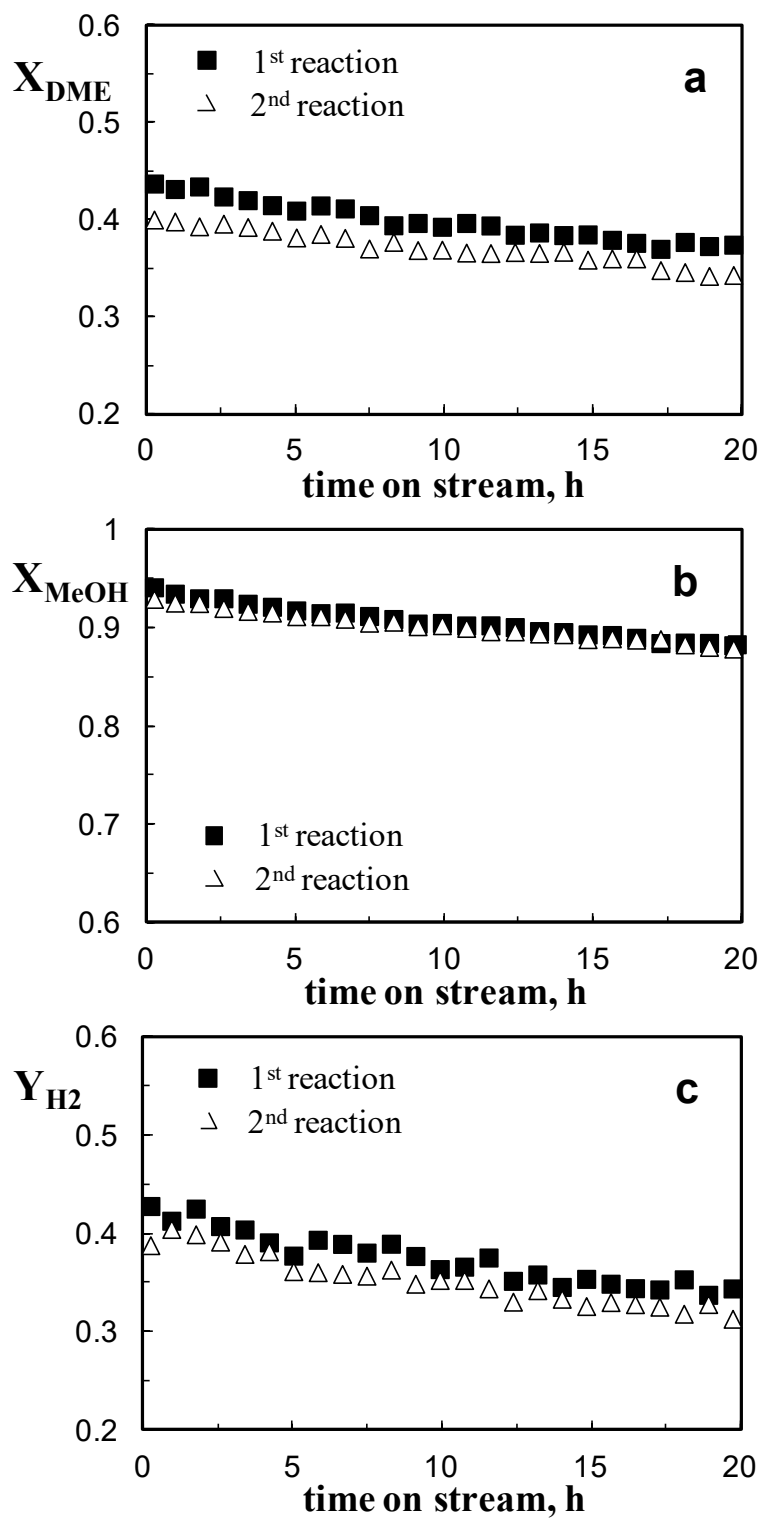 0.6
■ 1st reaction
X_DME
a
△ 2nd reaction
0.5
0.4
0.3
0.2
0 5 10 15 20
time on stream, h
1
X_MeOH
b
0.9
0.8
0.7
■ 1st reaction
△ 2nd reaction
0.6
0 5 10 15 20
time on stream, h
0.6
■ 1st reaction
Y_H2
c
△ 2nd reaction
0.5
0.4
0.3
0.2
0 5 10 15 20
time on stream, h